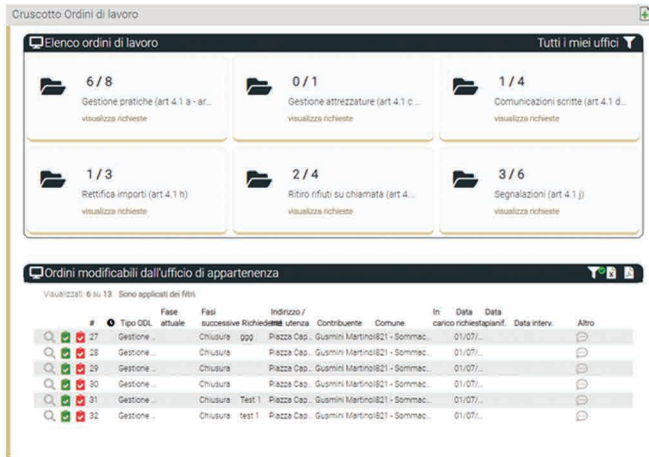 Cruscotto Ordini di lavoro
Elenco ordini di lavoro Tutti i miei uffici
6 / 8 0 / 1 1 / 4
Gestione pratiche (art 4.1 a - ar... Gestione attrezzature (art 4.1 c ... Comunicazioni scritte (art 4.1 d...
visualizza richieste visualizza richieste visualizza richieste
1 / 3 2 / 4 3 / 6
Rettifica importi (art 4.1 h) Ritiro rifiuti su chiamata (art 4.... Segnalazioni (art 4.1 j)
visualizza richieste visualizza richieste visualizza richieste
Ordini modificabili dall'ufficio di appartenenza
Visualizzati 6 su 13. Sono applicati dei filtri.
Fase Fasi Indirizzo / In Data Data
# Tipo ODL attuale successive Richiedente utenza Contribuente Comune carico richiesta pianif. Data interv. Altro
27 Gestione ... Chiusura ggg Piazza Cap... Gusmini Martino I821 - Sommac... 01/07/...
28 Gestione ... Chiusura Piazza Cap... Gusmini Martino I821 - Sommac... 01/07/...
29 Gestione ... Chiusura Piazza Cap... Gusmini Martino I821 - Sommac... 01/07/...
30 Gestione ... Chiusura Piazza Cap... Gusmini Martino I821 - Sommac... 01/07/...
31 Gestione ... Chiusura Test 1 Piazza Cap... Gusmini Martino I821 - Sommac... 01/07/...
32 Gestione ... Chiusura test 1 Piazza Cap... Gusmini Martino I821 - Sommac... 01/07/...